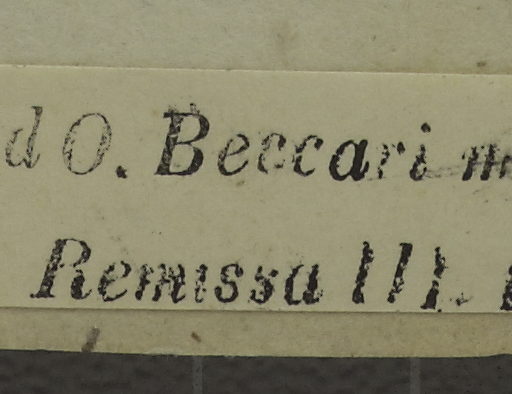 d O. Beccari m
Remissa III.